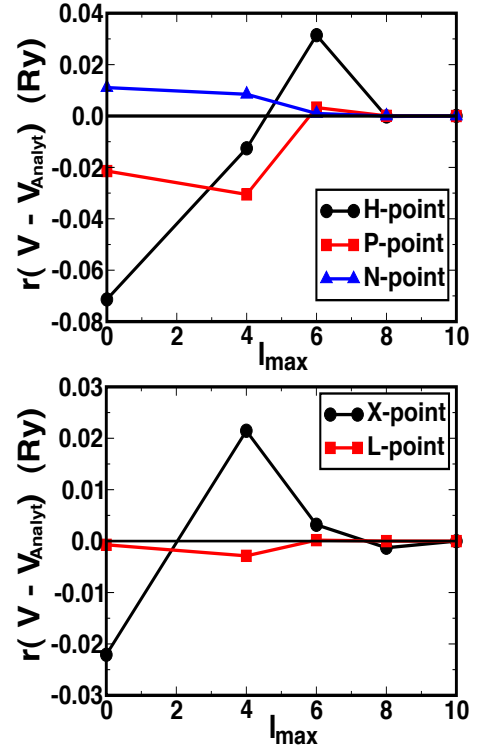 0.04
0.02
0.0
-0.02
-0.04
-0.06
-0.08
r( V - V_Analyt) (Ry)
H-point
P-point
N-point
0 2 4 6 8 10
l_max
0.03
0.02
0.01
0.0
-0.01
-0.02
-0.03
r( V - V_Analyt) (Ry)
X-point
L-point
0 2 4 6 8 10
l_max